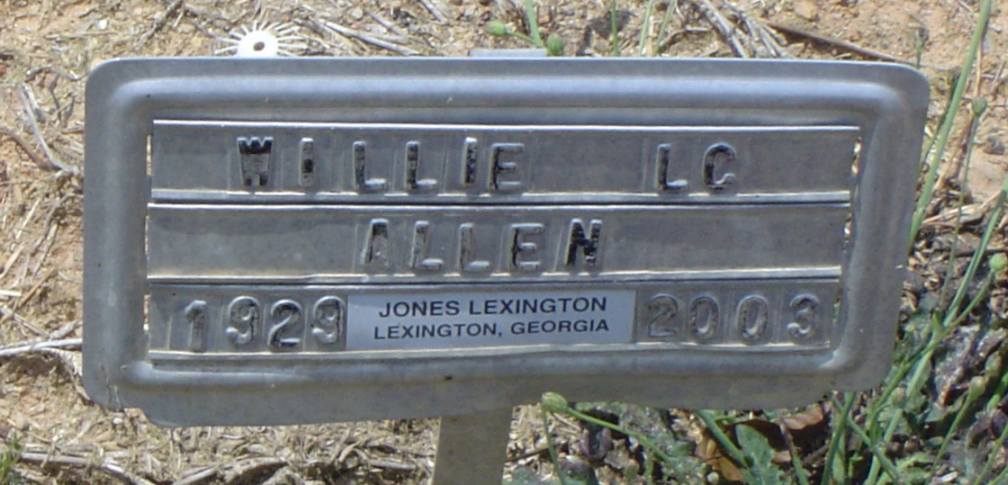 WILLIE LC
ALLEN
1929 JONES LEXINGTON 2003
LEXINGTON, GEORGIA